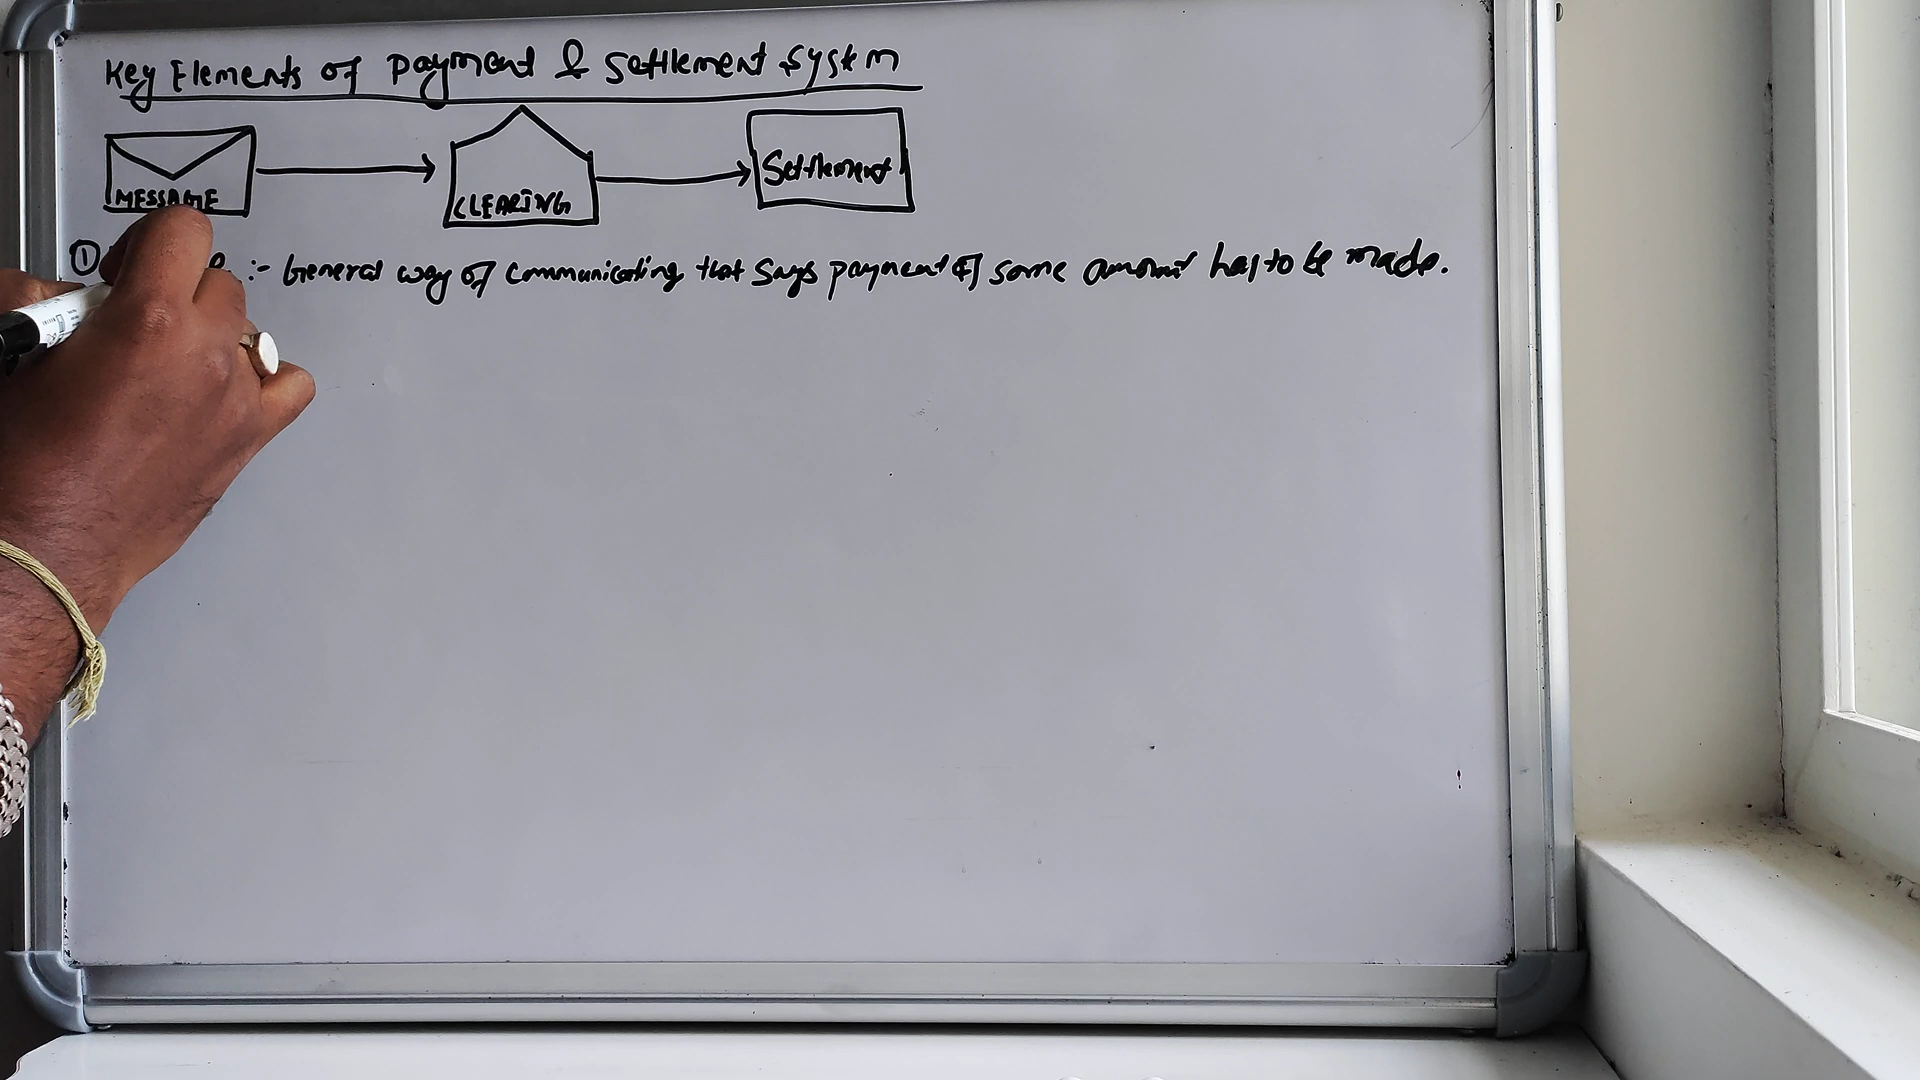 Key Elements of Payment & Settlement System
MESSAGE
CLEARING
Settlement
① :- General way of communicating that says payment of some amount has to be made.